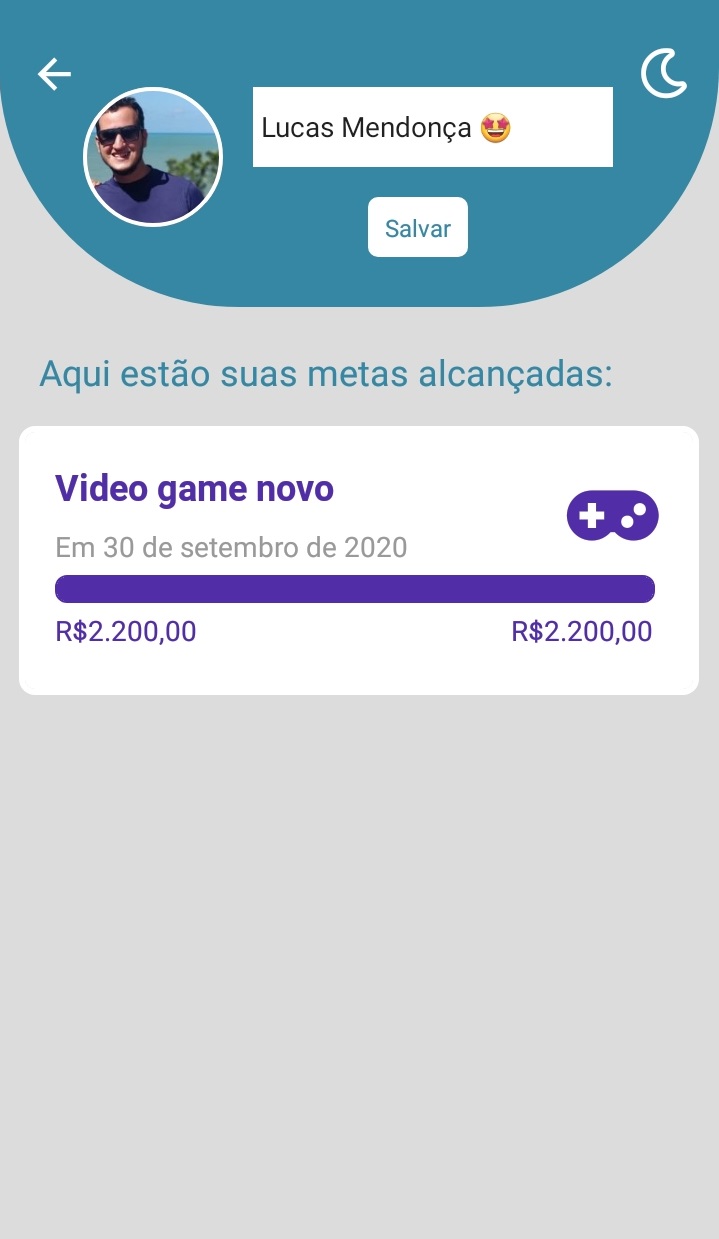 Lucas Mendonça 🤩
Salvar
Aqui estão suas metas alcançadas:
Video game novo
Em 30 de setembro de 2020
R$2.200,00 R$2.200,00